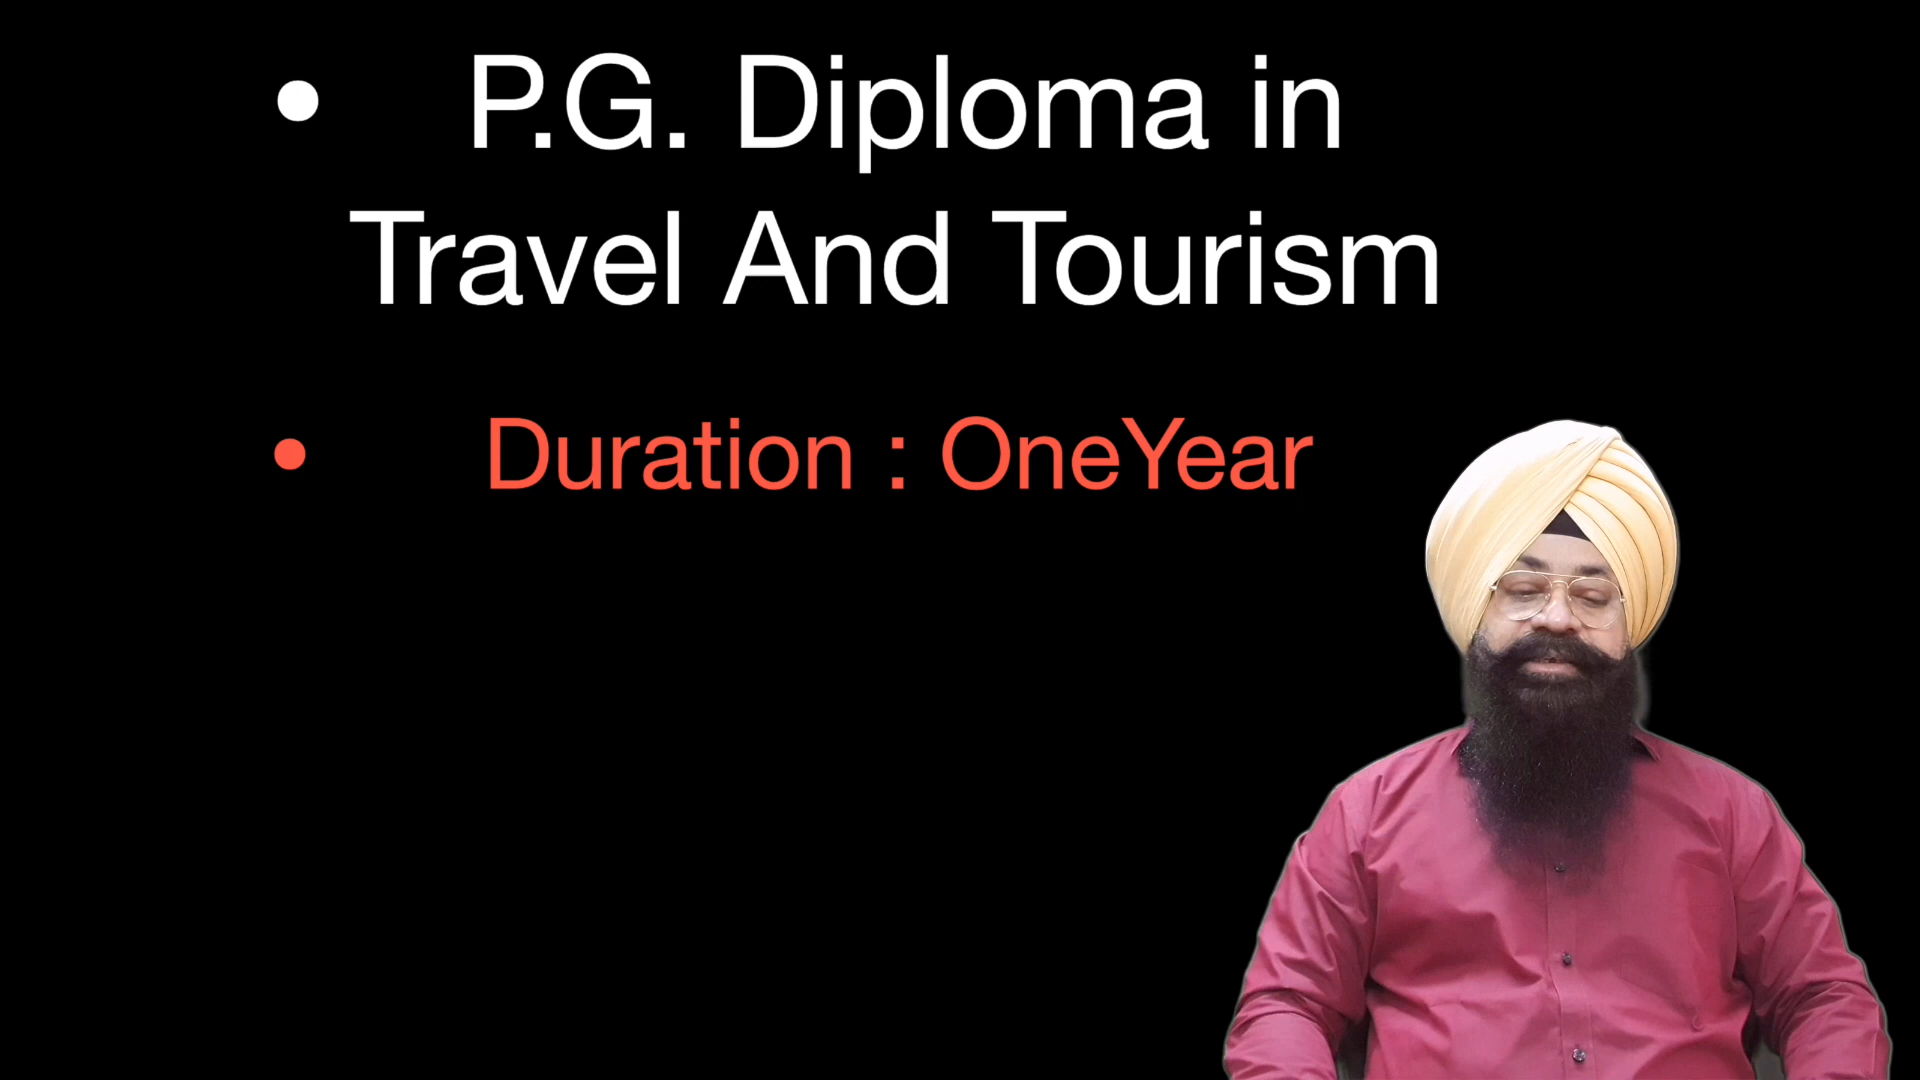 • P.G. Diploma in
Travel And Tourism
• Duration : OneYear